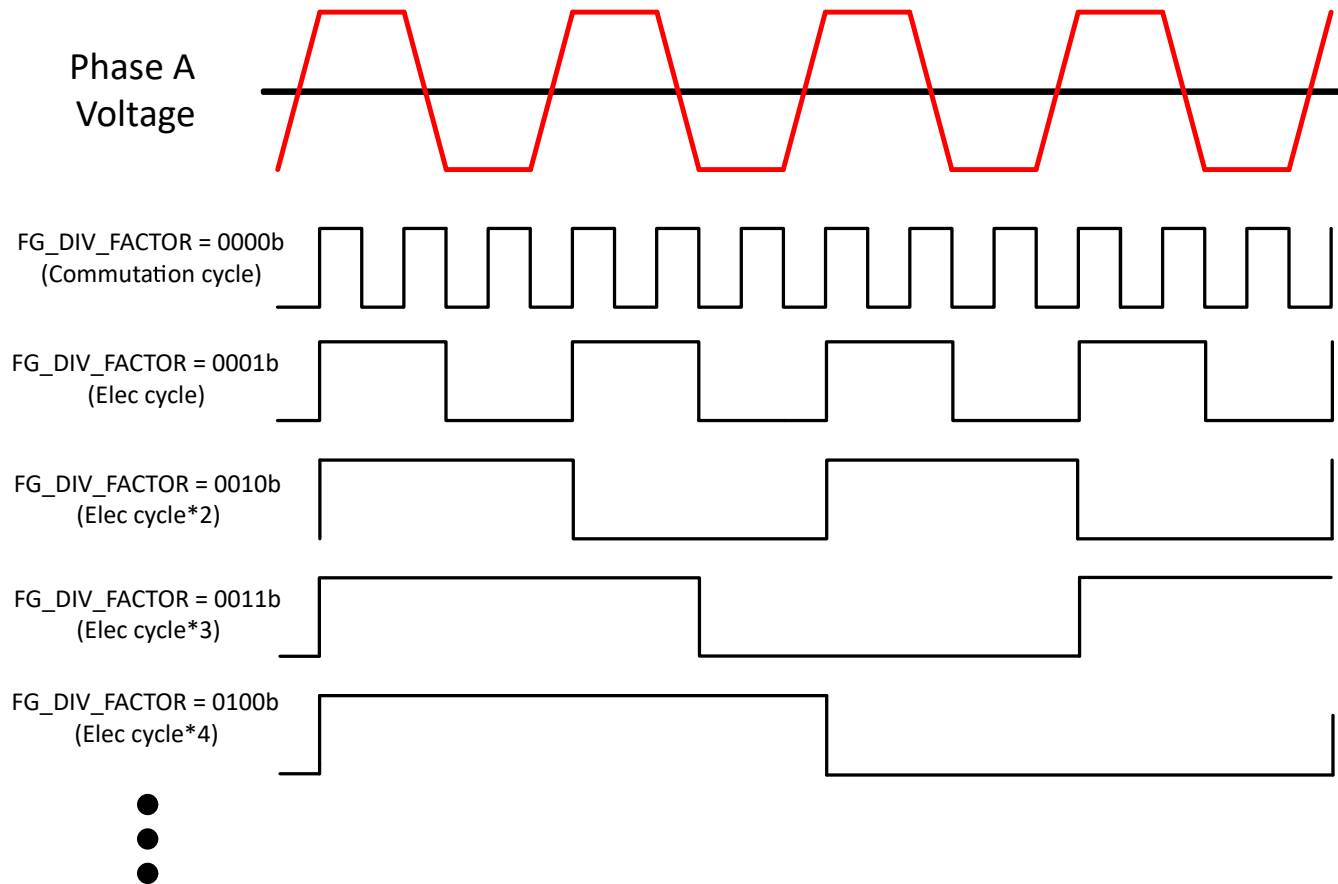 Phase A
Voltage
FG_DIV_FACTOR = 0000b
(Commutation cycle)
FG_DIV_FACTOR = 0001b
(Elec cycle)
FG_DIV_FACTOR = 0010b
(Elec cycle*2)
FG_DIV_FACTOR = 0011b
(Elec cycle*3)
FG_DIV_FACTOR = 0100b
(Elec cycle*4)